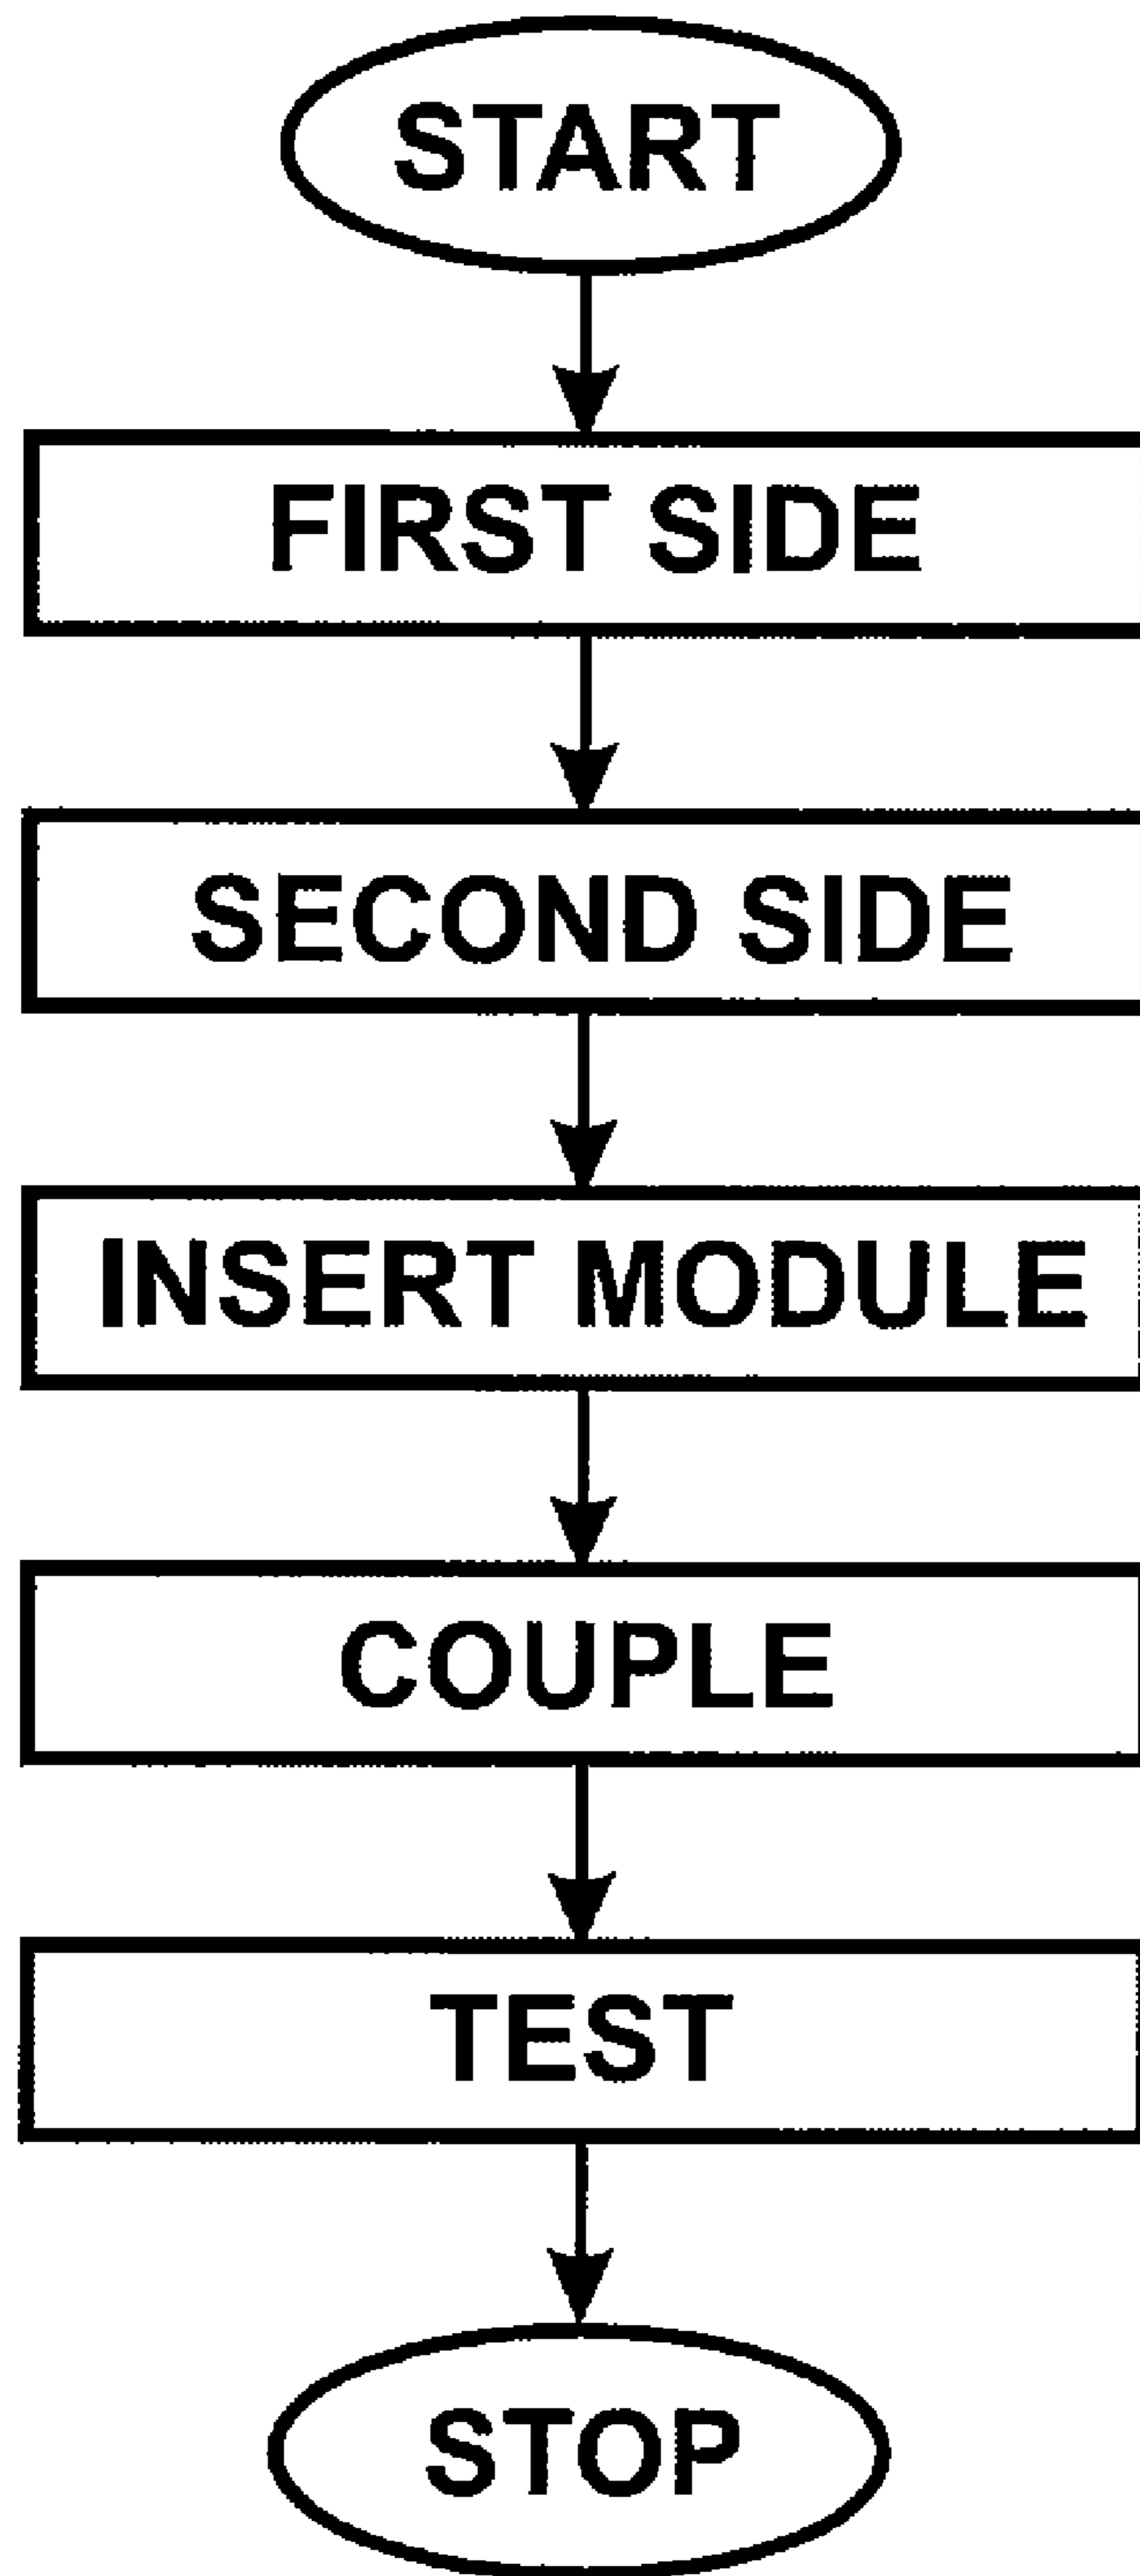 START
FIRST SIDE
SECOND SIDE
INSERT MODULE
COUPLE
TEST
STOP